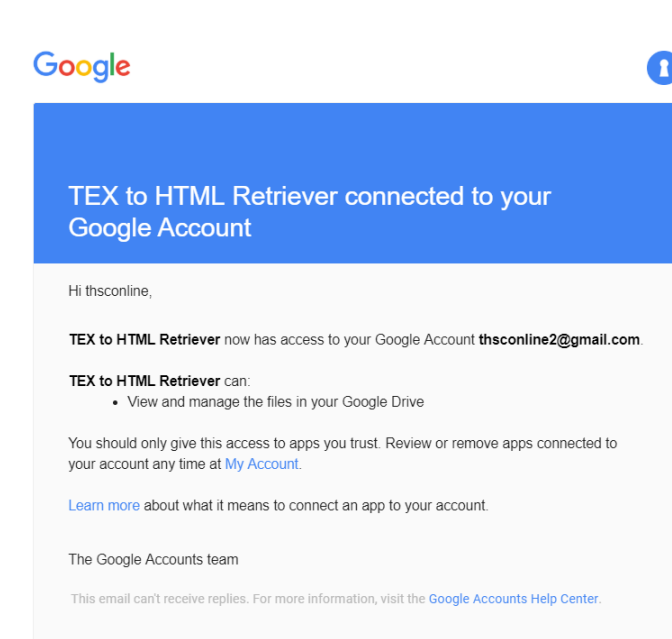 Google
TEX to HTML Retriever connected to your
Google Account
Hi thsconline,
TEX to HTML Retriever now has access to your Google Account thsconline2@gmail.com.
TEX to HTML Retriever can:
• View and manage the files in your Google Drive
You should only give this access to apps you trust. Review or remove apps connected to
your account any time at My Account.
Learn more about what it means to connect an app to your account.
The Google Accounts team
This email can't receive replies. For more information, visit the Google Accounts Help Center.